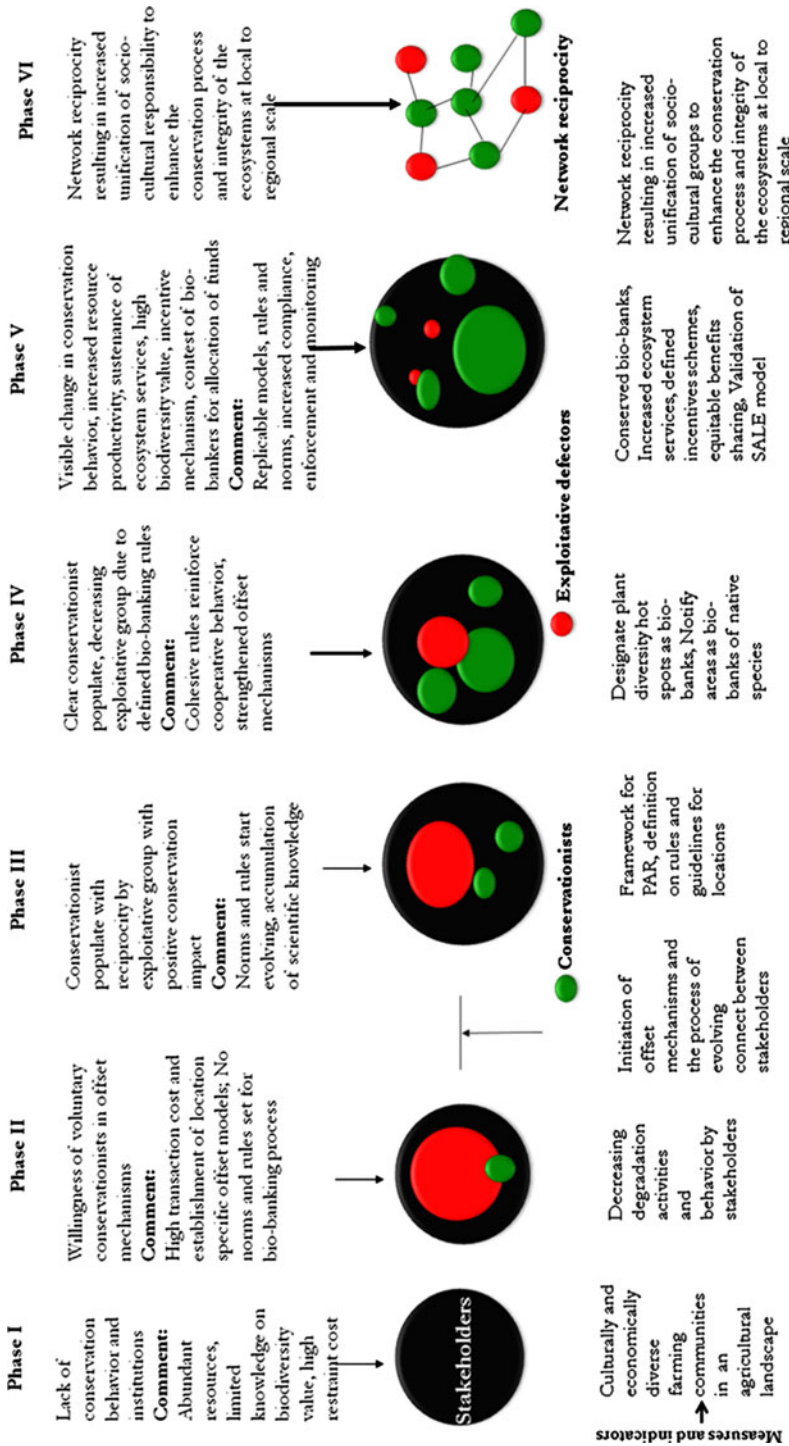 Phase I
Lack of
conservation
behavior and
institutions
Comment:
Abundant
resources,
limited
knowledge on
biodiversity
value, high
restraint cost
Stakeholders
Culturally and
economically
diverse
farming
communities
in an
agricultural
landscape
Measures and indicators
Phase II
Willingness of voluntary
conservationists in offset
mechanisms
Comment:
High transaction cost and
establishment of location
specific offset models; No
norms and rules set for
bio-banking process
Decreasing
degradation
activities
and
behavior by
stakeholders
Initiation of
offset
mechanisms and
the process of
evolving
connect between
stakeholders
Phase III
Conservationist
populate with
reciprocity by
exploitative group with
positive conservation
impact
Comment:
Norms and rules start
evolving, accumulation
of scientific knowledge
Conservationists
Framework for
PAR, definition
on rules and
guidelines for
locations
Phase IV
Clear conservationist
populate, decreasing
exploitative group due to
defined bio-banking rules
Comment:
Cohesive rules reinforce
cooperative behavior,
strengthened offset
mechanisms
Exploitative defectors
Designate plant
diversity hot
spots as bio-
banks, Notify
areas as bio-
banks of native
species
Phase V
Visible change in conservation
behavior, increased resource
productivity, sustenance of
ecosystem services, high
biodiversity value, incentive
mechanism, contest of bio-
bankers for allocation of funds
Comment:
Replicable models, rules and
norms, increased compliance,
enforcement and monitoring
Conserved bio-banks,
Increased ecosystem
services, defined
incentives schemes,
equitable benefits
sharing, Validation of
SALE model
Phase VI
Network reciprocity
resulting in increased
unification of socio-
cultural responsibility to
enhance the
conservation process
and integrity of the
ecosystems at local to
regional scale
Network reciprocity
Network reciprocity
resulting in increased
unification of socio-
cultural groups to
enhance the conservation
process and integrity of
the ecosystems at local to
regional scale